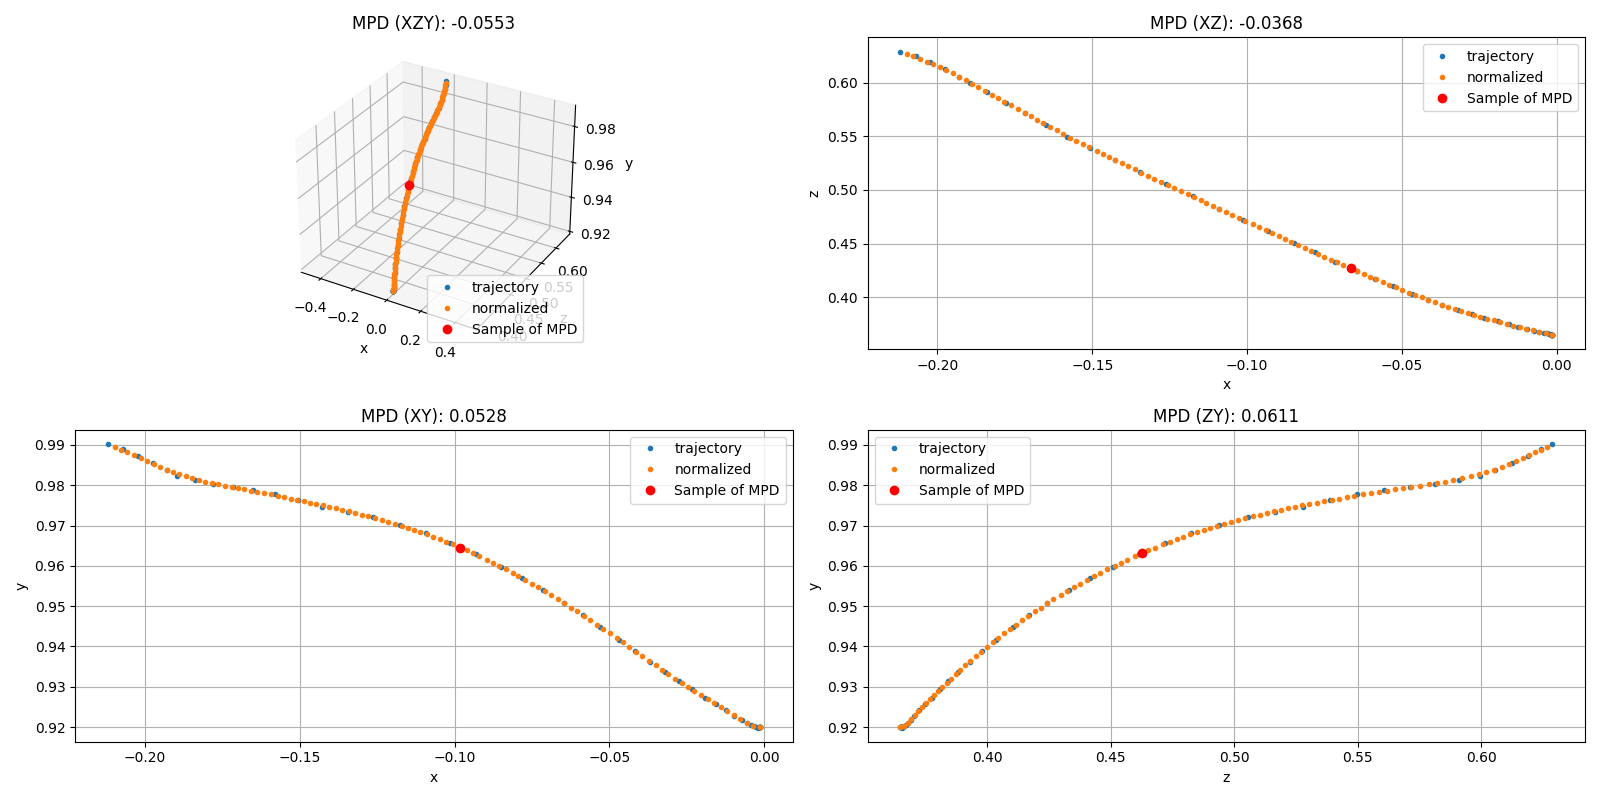 MPD (XZY): -0.0553
0.98
0.96
0.94
0.92
y
0.60
0.55
0.50
0.45
0.40
z
−0.4
−0.2
0.0
0.2
0.4
x
trajectory
normalized
Sample of MPD
MPD (XZ): -0.0368
0.60
0.55
0.50
0.45
0.40
z
−0.20
−0.15
−0.10
−0.05
0.00
x
trajectory
normalized
Sample of MPD
MPD (XY): 0.0528
0.99
0.98
0.97
0.96
0.95
0.94
0.93
0.92
y
−0.20
−0.15
−0.10
−0.05
0.00
x
trajectory
normalized
Sample of MPD
MPD (ZY): 0.0611
0.99
0.98
0.97
0.96
0.95
0.94
0.93
0.92
y
0.40
0.45
0.50
0.55
0.60
z
trajectory
normalized
Sample of MPD